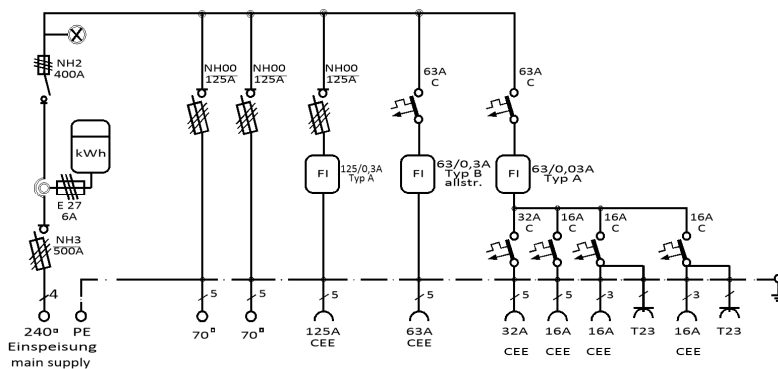 NH2
400A
kWh
E 27
6A
NH3
500A
4
240▫ PE
Einspeisung
main supply
NH00
125A
5
70▫
NH00
125A
5
70▫
NH00
125A
FI
125/0,3A
Typ A
5
125A
CEE
63A
C
FI
63/0,3A
Typ B
allstr.
5
63A
CEE
63A
C
FI
63/0,03A
Typ A
32A
C
16A
C
16A
C
16A
C
5
5
3
3
32A
CEE
16A
CEE
16A
CEE
T23
16A
CEE
T23